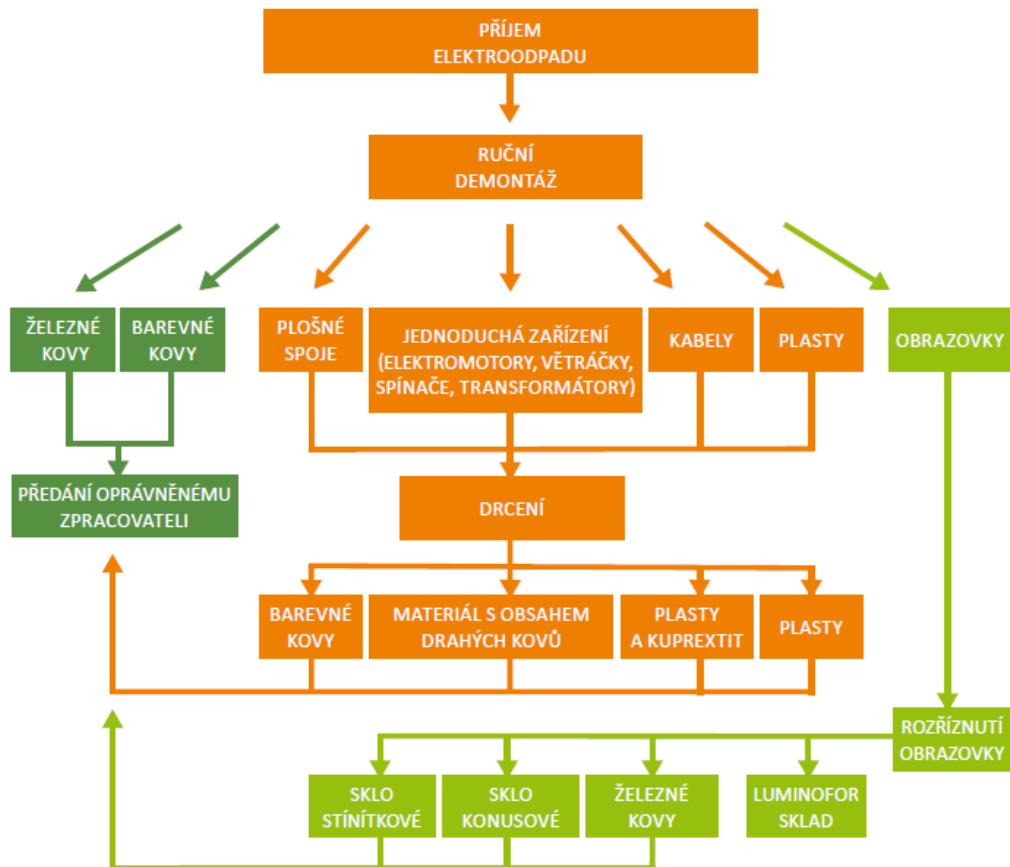 PŘÍJEM
ELEKTROODPADU
RUČNÍ
DEMONTÁŽ
ŽELEZNÉ
KOVY
BAREVNÉ
KOVY
PLOŠNÉ
SPOJE
JEDNODUCHÁ ZAŘÍZENÍ
(ELEKTROMOTORY, VĚTRÁČKY,
SPÍNAČE, TRANSFORMÁTORY)
KABELY
PLASTY
OBRAZOVKY
PŘEDÁNÍ OPRÁVNĚNÉMU
ZPRACOVATELI
DRCENÍ
BAREVNÉ
KOVY
MATERIÁL S OBSAHEM
DRAHÝCH KOVŮ
PLASTY
A KUPREXTIT
PLASTY
ROZŘÍZNUTÍ
OBRAZOVKY
SKLO
STÍNÍTKOVÉ
SKLO
KONUSOVÉ
ŽELEZNÉ
KOVY
LUMINOFOR
SKLAD